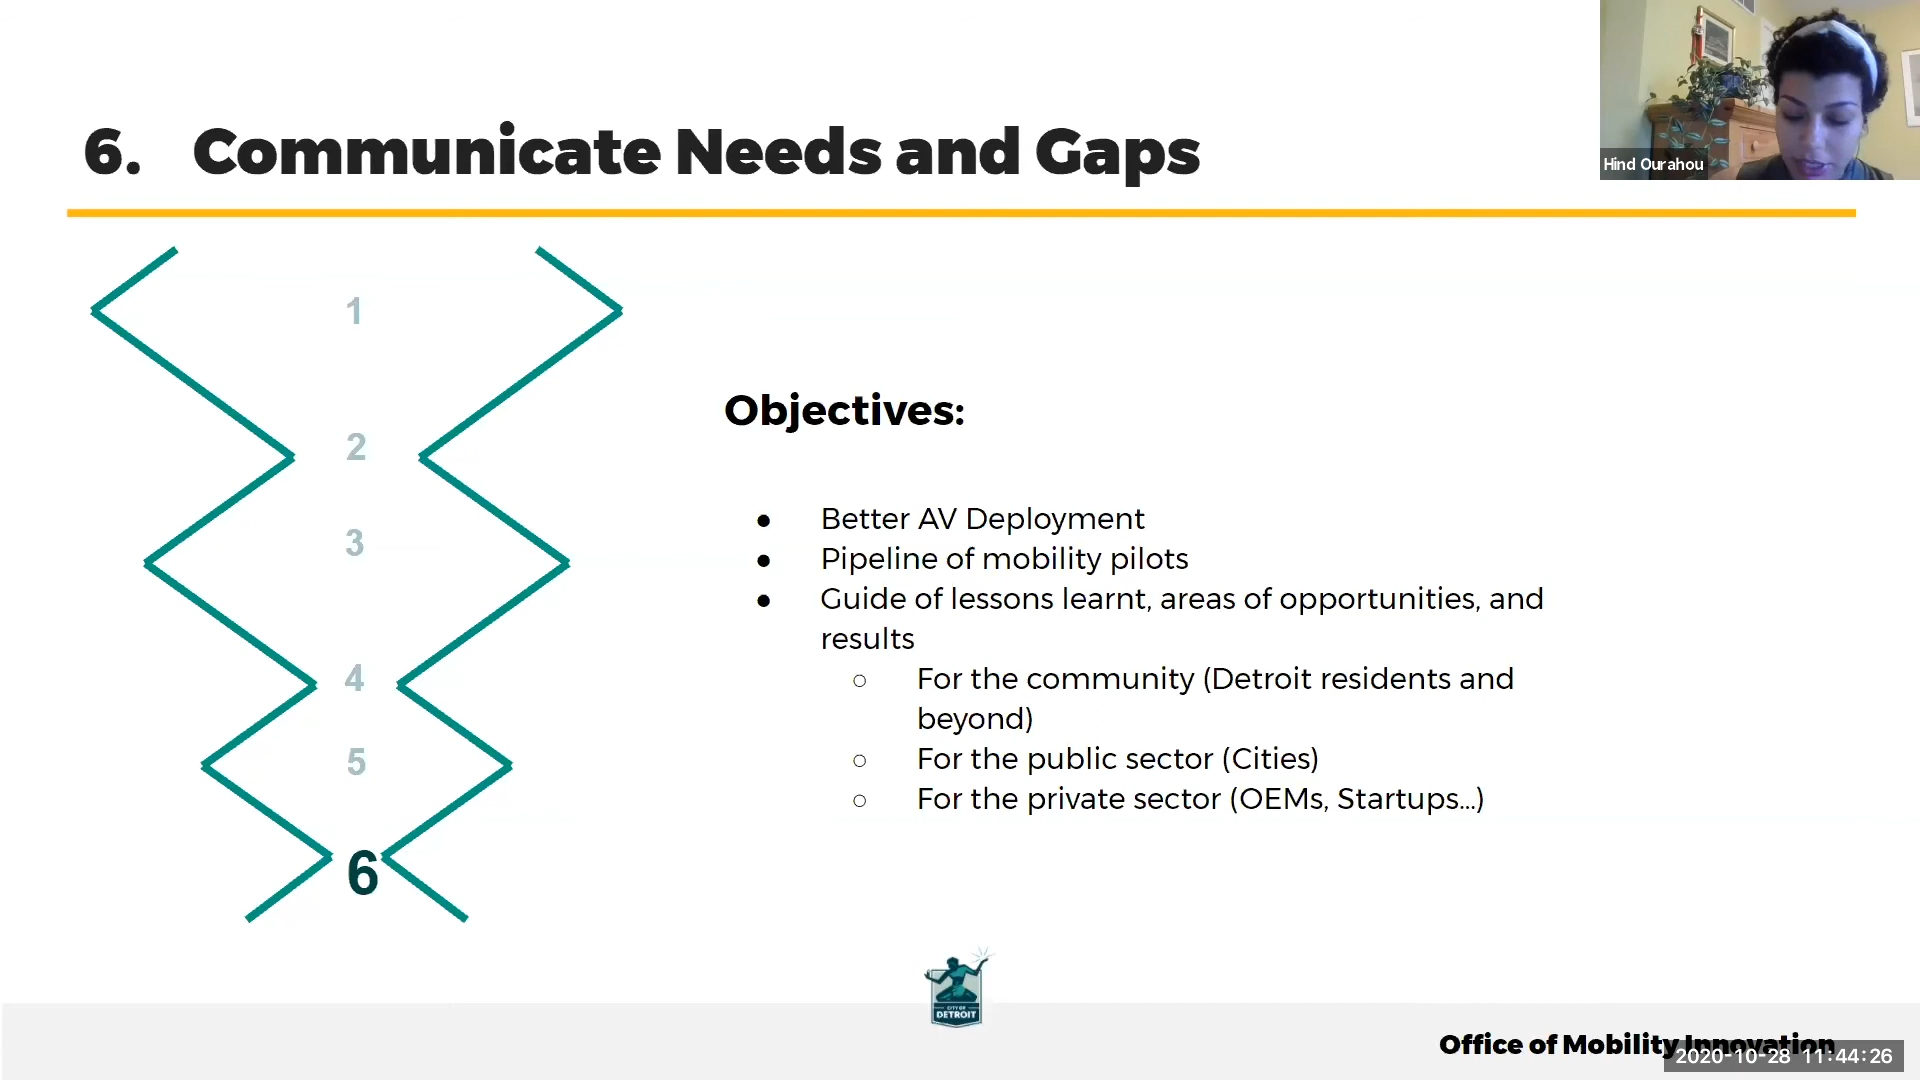 Hind Ourahou
6. Communicate Needs and Gaps
1
2
3
4
5
6
Objectives:
● Better AV Deployment
● Pipeline of mobility pilots
● Guide of lessons learnt, areas of opportunities, and
results
○ For the community (Detroit residents and
beyond)
○ For the public sector (Cities)
○ For the private sector (OEMs, Startups...)
CITY OF
DETROIT
Office of Mobility Innovation
2020-10-28 11:44:26